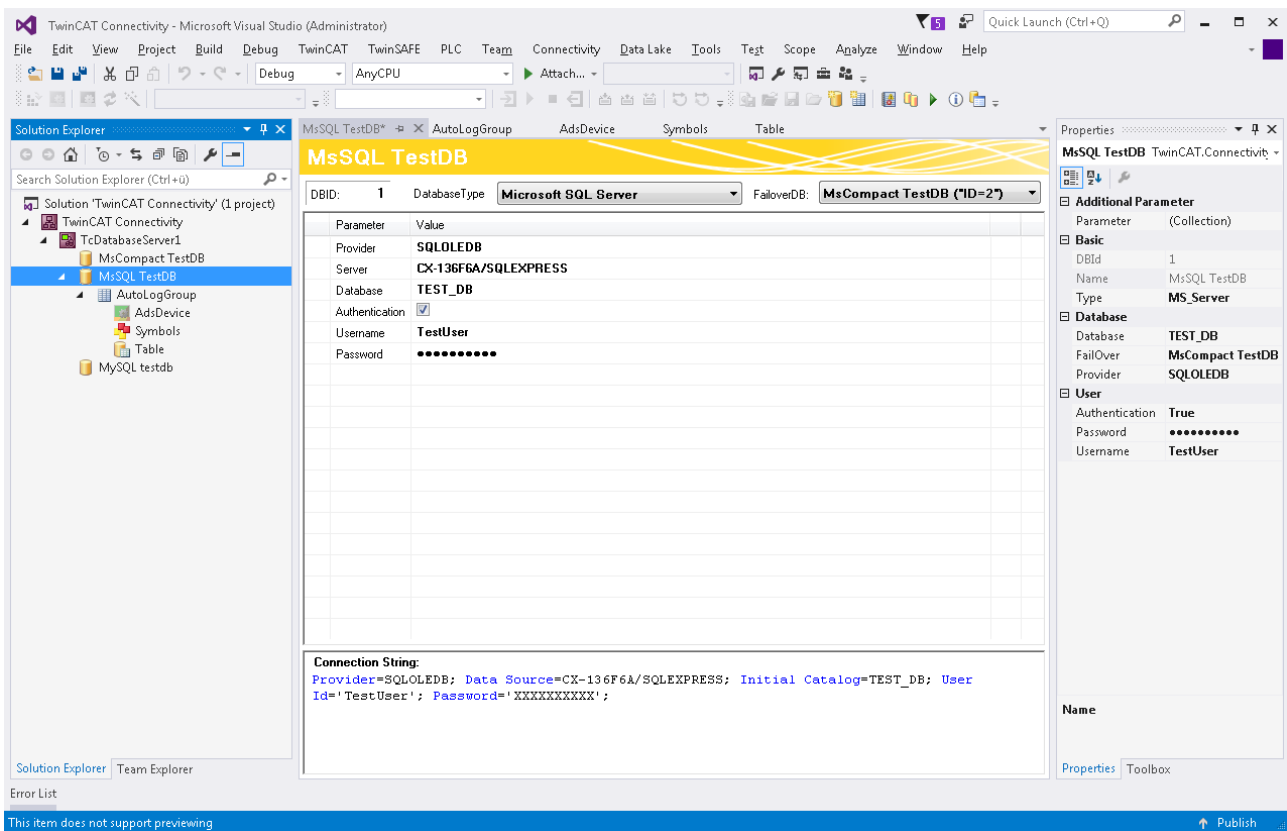 TwinCAT Connectivity - Microsoft Visual Studio (Administrator)
5
Quick Launch (Ctrl+Q)
File Edit View Project Build Debug TwinCAT TwinSAFE PLC Team Connectivity Data Lake Tools Test Scope Analyze Window Help
Debug AnyCPU Attach...
Solution Explorer
Search Solution Explorer (Ctrl+ü)
Solution 'TwinCAT Connectivity' (1 project)
TwinCAT Connectivity
TcDatabaseServer1
MsCompact TestDB
MsSQL TestDB
AutoLogGroup
AdsDevice
Symbols
Table
MySQL testdb
Solution Explorer Team Explorer
MsSQL TestDB* AutoLogGroup AdsDevice Symbols Table
MsSQL TestDB
DBID: 1 DatabaseType Microsoft SQL Server FailoverDB: MsCompact TestDB ("ID=2")
Parameter Value
Provider SQLOLEDB
Server CX-136F6A/SQLEXPRESS
Database TEST_DB
Authentication
Username TestUser
Password ●●●●●●●●●●
Connection String:
Provider=SQLOLEDB; Data Source=CX-136F6A/SQLEXPRESS; Initial Catalog=TEST_DB; User
Id='TestUser'; Password='XXXXXXXXXX';
Properties
MsSQL TestDB TwinCAT.Connectivity
Additional Parameter
Parameter (Collection)
Basic
DBId 1
Name MsSQL TestDB
Type MS_Server
Database
Database TEST_DB
FailOver MsCompact TestDB
Provider SQLOLEDB
User
Authentication True
Password ●●●●●●●●●●
Username TestUser
Name
Properties Toolbox
Error List
This item does not support previewing
Publish